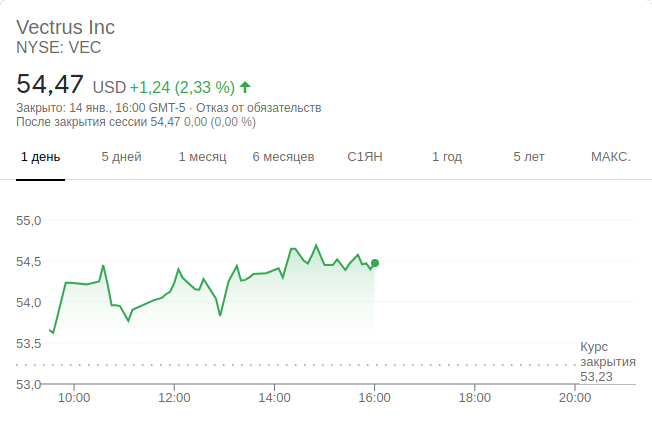 Vectrus Inc
NYSE: VEC
54,47 USD +1,24 (2,33 %)
Закрыто: 14 янв., 16:00 GMT-5 · Отказ от обязательств
После закрытия сессии 54,47 0,00 (0,00 %)
1 день 5 дней 1 месяц 6 месяцев С1ЯН 1 год 5 лет МАКС.
55,0
54,5
54,0
53,5
Курс
закрытия
53,23
53,0
10:00 12:00 14:00 16:00 18:00 20:00